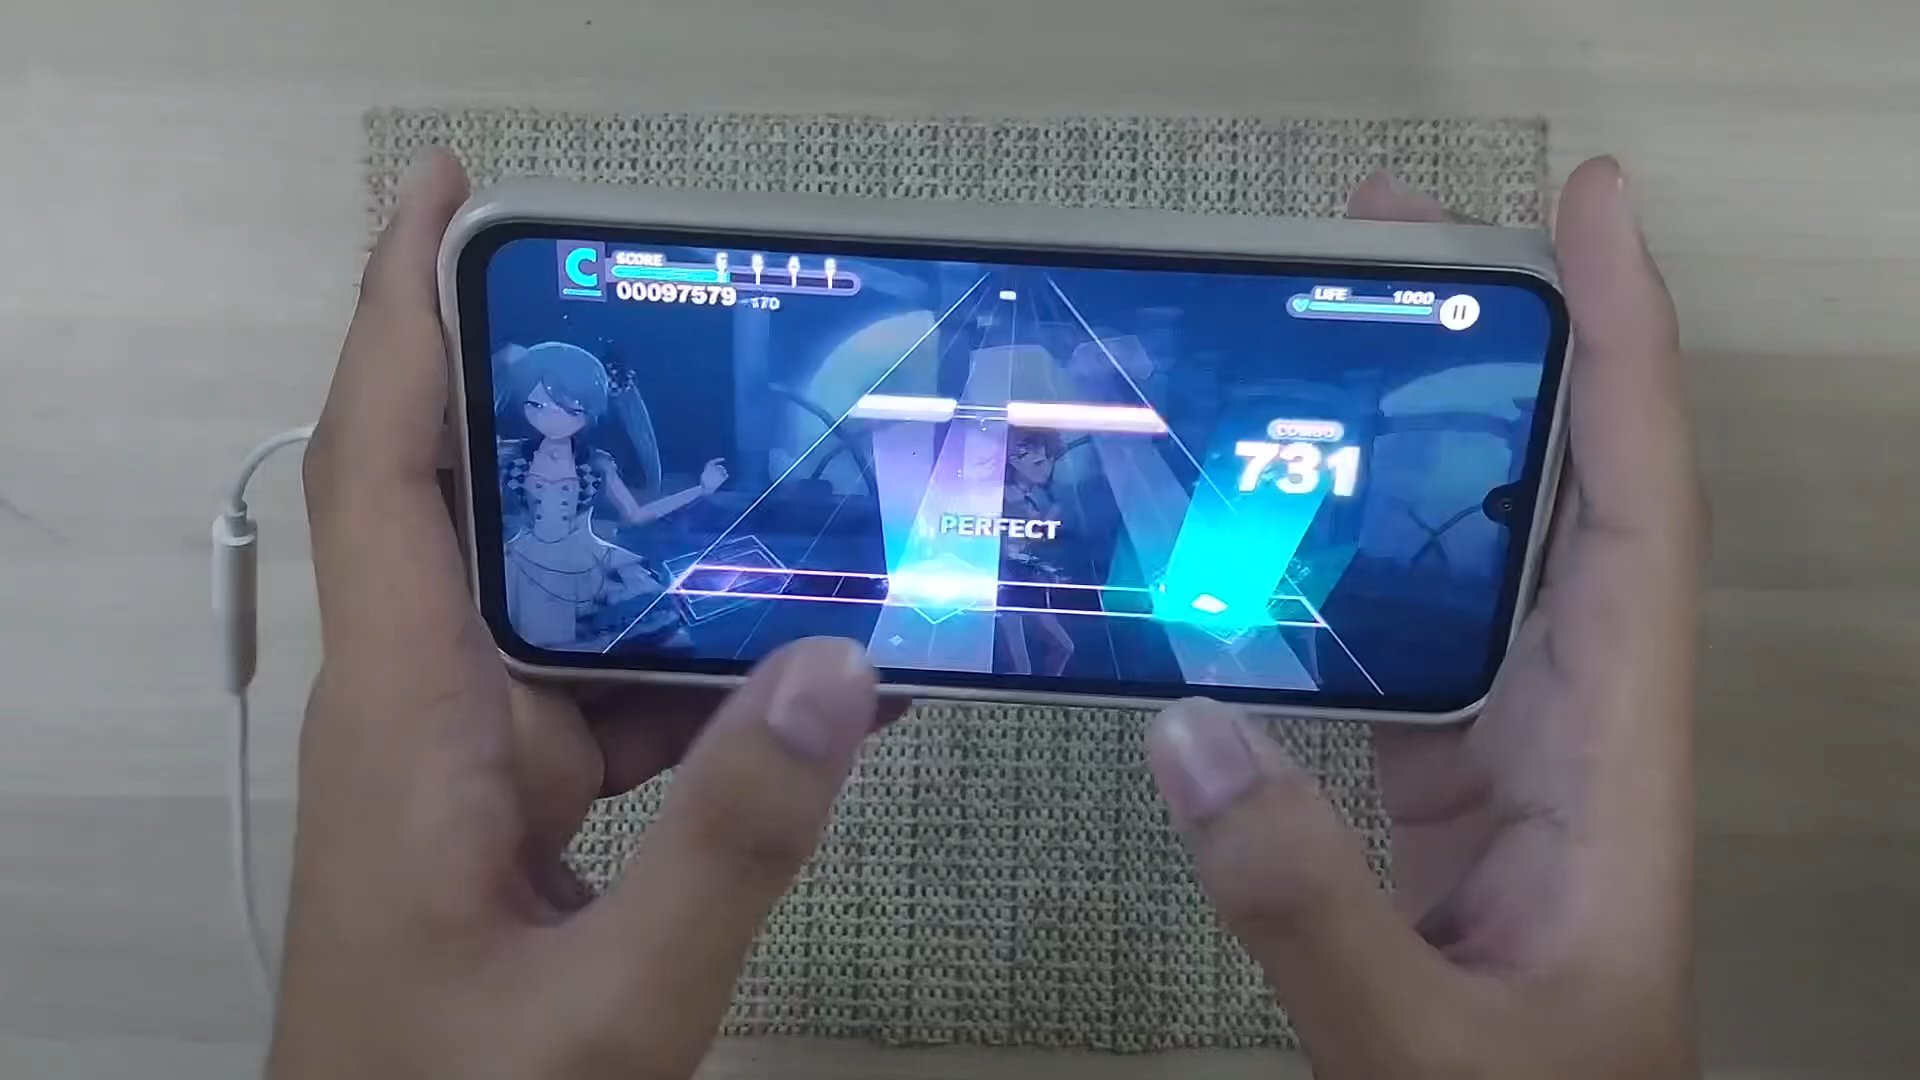 C SCORE C B A S
00097579
LIFE 1000
COMBO
731
PERFECT